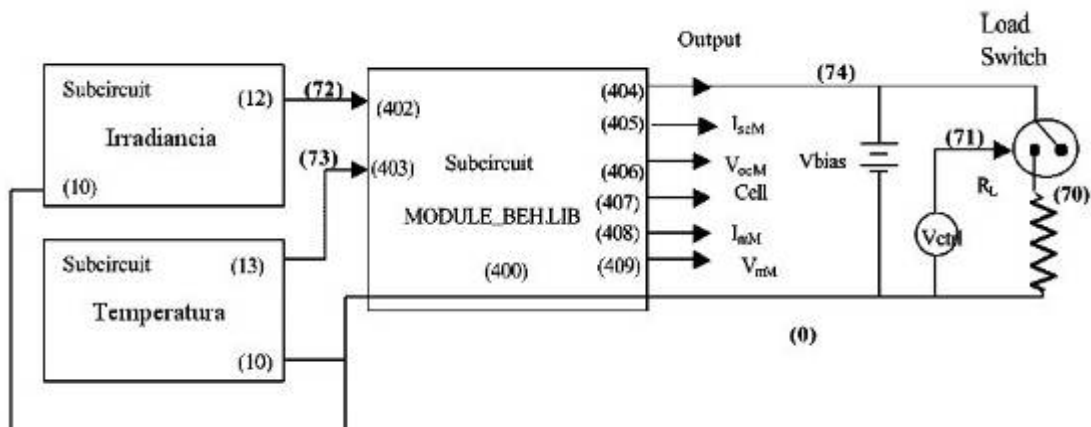 Subcircuit
(12)
Irradiancia
(10)
Subcircuit
(13)
Temperatura
(10)
(72)
(73)
(402)
(403)
Subcircuit
MODULE_BEH.LIB
(400)
(404)
(405)
(406)
(407)
(408)
(409)
Output
IscM
VocM
Cell
ImM
VmM
(74)
Vbias
Load
Switch
(71)
RL
(70)
Vctrl
(0)